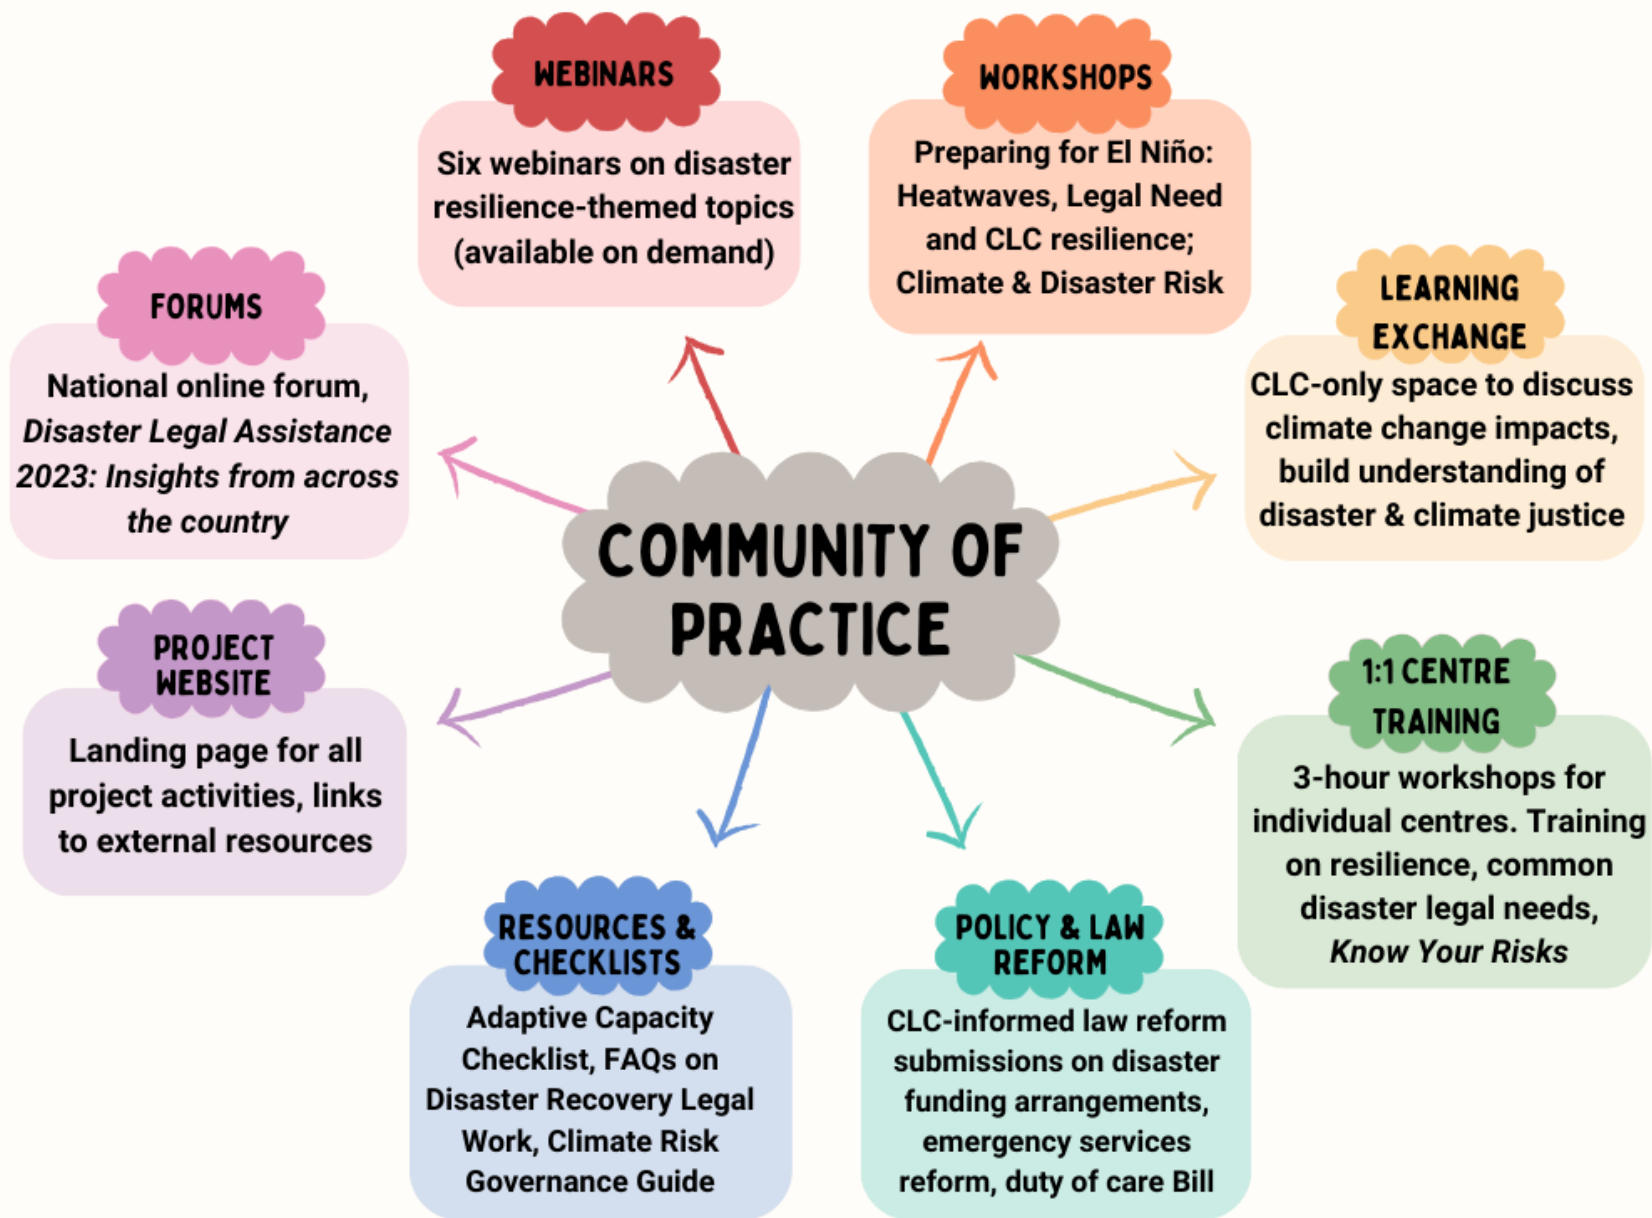 WEBINARS
Six webinars on disaster
resilience-themed topics
(available on demand)
WORKSHOPS
Preparing for El Niño:
Heatwaves, Legal Need
and CLC resilience;
Climate & Disaster Risk
FORUMS
National online forum,
Disaster Legal Assistance
2023: Insights from across
the country
LEARNING
EXCHANGE
CLC-only space to discuss
climate change impacts,
build understanding of
disaster & climate justice
COMMUNITY OF
PRACTICE
PROJECT
WEBSITE
Landing page for all
project activities, links
to external resources
1:1 CENTRE
TRAINING
3-hour workshops for
individual centres. Training
on resilience, common
disaster legal needs,
Know Your Risks
RESOURCES &
CHECKLISTS
Adaptive Capacity
Checklist, FAQs on
Disaster Recovery Legal
Work, Climate Risk
Governance Guide
POLICY & LAW
REFORM
CLC-informed law reform
submissions on disaster
funding arrangements,
emergency services
reform, duty of care Bill